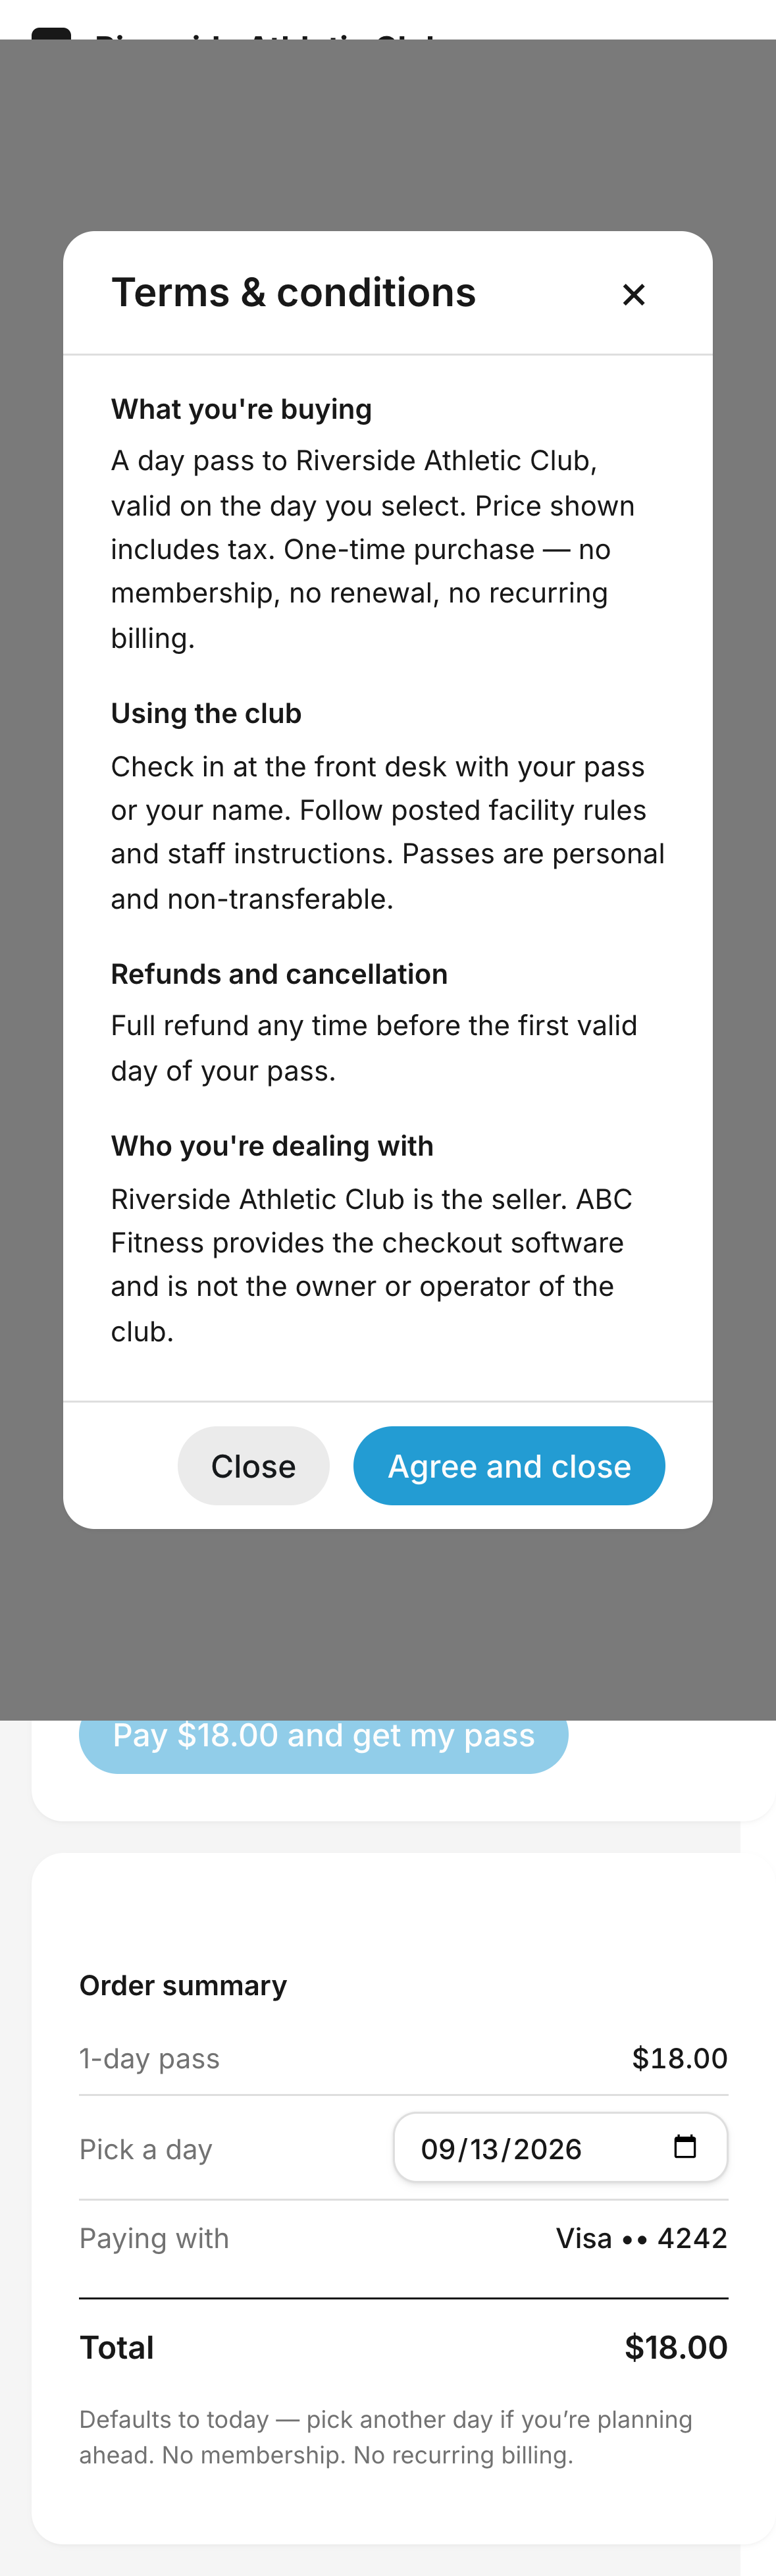 Terms & conditions
What you're buying
A day pass to Riverside Athletic Club,
valid on the day you select. Price shown
includes tax. One-time purchase — no
membership, no renewal, no recurring
billing.
Using the club
Check in at the front desk with your pass
or your name. Follow posted facility rules
and staff instructions. Passes are personal
and non-transferable.
Refunds and cancellation
Full refund any time before the first valid
day of your pass.
Who you're dealing with
Riverside Athletic Club is the seller. ABC
Fitness provides the checkout software
and is not the owner or operator of the
club.
Close Agree and close
Pay $18.00 and get my pass
Order summary
1-day pass $18.00
Pick a day 09/13/2026
Paying with Visa •• 4242
Total $18.00
Defaults to today — pick another day if you’re planning
ahead. No membership. No recurring billing.